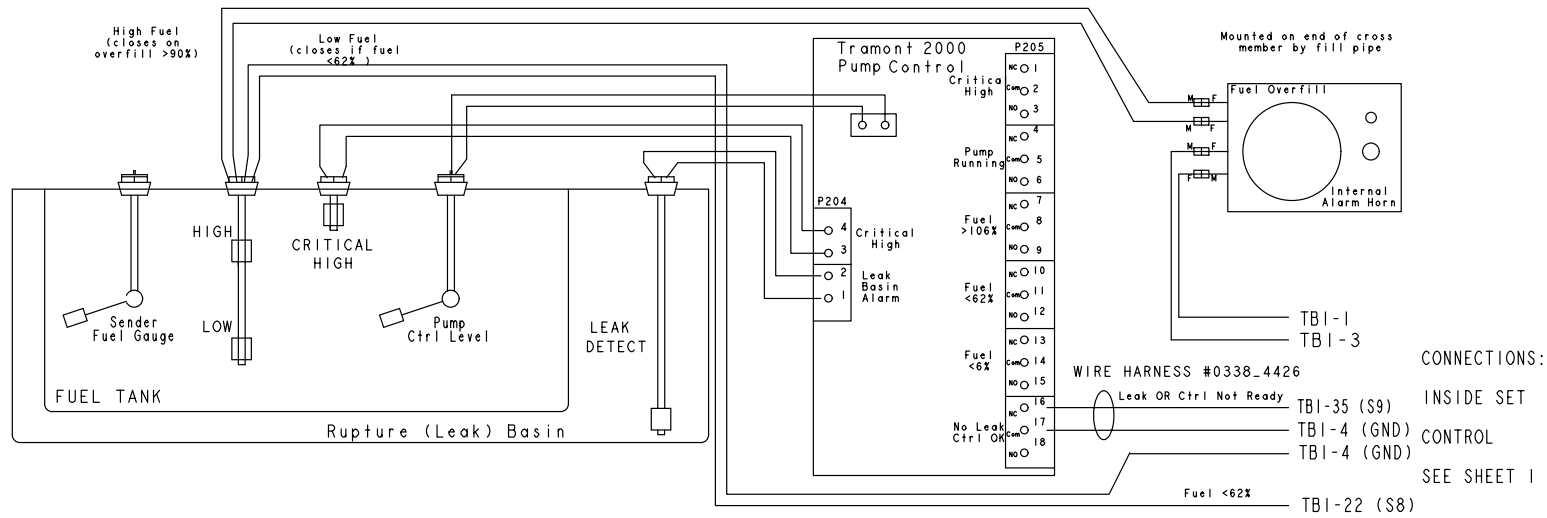 High Fuel
(closes on
overfill >90%)
Low Fuel
(closes if fuel
<62% )
Tramont 2000
Pump Control
P205
Critica
High
NC 1
Com 2
NO 3
Pump
Running
NC 4
Com 5
NO 6
Fuel
>106%
NC 7
Com 8
NO 9
Fuel
<62%
NC 10
Com 11
NO 12
Fuel
<6%
NC 13
Com 14
NO 15
No Leak
Ctrl OK
NC 16
Com 17
NO 18
P204
4
3
Critical
High
2
1
Leak
Basin
Alarm
Mounted on end of cross
member by fill pipe
Fuel Overfill
M F
M F
M F
F M
Internal
Alarm Horn
HIGH
LOW
CRITICAL
HIGH
Sender
Fuel Gauge
Pump
Ctrl Level
LEAK
DETECT
FUEL TANK
Rupture (Leak) Basin
TB1-1
TB1-3
WIRE HARNESS #0338_4426
Leak OR Ctrl Not Ready
TB1-35 (S9)
TB1-4 (GND)
TB1-4 (GND)
Fuel <62%
TB1-22 (S8)
CONNECTIONS:
INSIDE SET
CONTROL
SEE SHEET 1